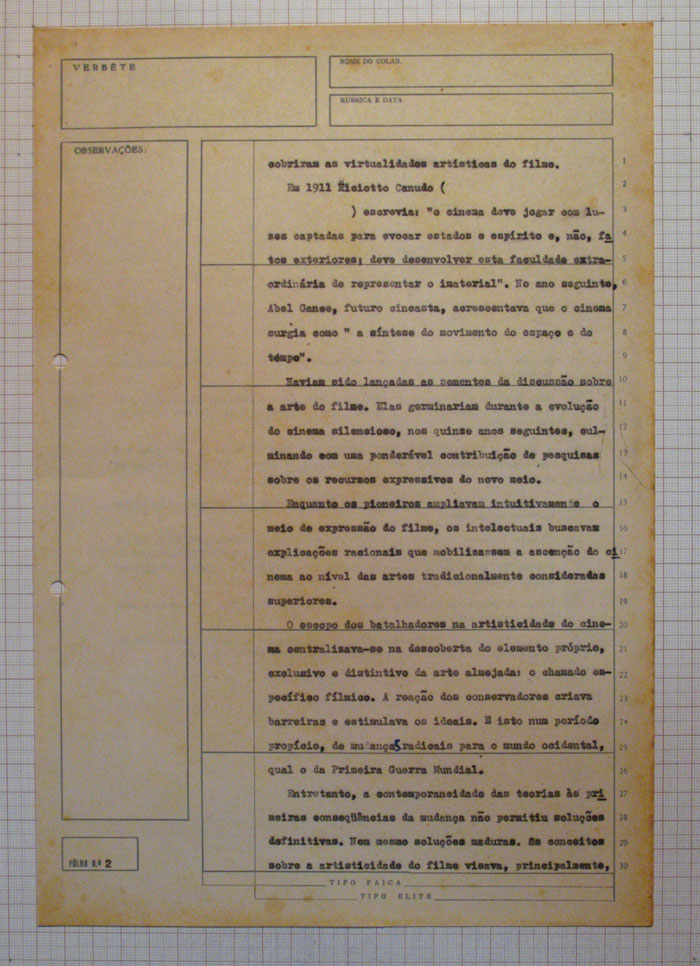 VERBÊTE
NOME DO COLAB.
RUBRICA E DATA
OBSERVAÇÕES:
cobriram as virtualidades artísticas do filme. 1
Em 1911 Riciotto Canudo ( 2
) escrevia: "o cinema deve jogar com lu- 3
zes captadas para evocar estados e espírito e, não, fa 4
tos exteriores; deve desenvolver esta faculdade extra- 5
ordinária de representar o imaterial". No ano seguinte, 6
Abel Gance, futuro cineasta, acrescentava que o cinema 7
surgia como " a síntese do movimento do espaço e do 8
tempo". 9
Haviam sido lançadas as sementes da discussão sobre 10
a arte do filme. Elas germinariam durante a evolução 11
do cinema silencioso, nos quinze anos seguintes, cul- 12
minando com uma ponderável contribuição de pesquisas 13
sobre os recursos expressivos do novo meio. 14
Enquanto os pioneiros ampliavam intuitivamente o 15
meio de expressão do filme, os intelectuais buscavam 16
explicações racionais que mobilizassem a ascenção do ci 17
nema ao nível das artes tradicionalmente consideradas 18
superiores. 19
O escopo dos batalhadores na artisticidade do cine- 20
ma centralizava-se na descoberta do elemento próprio, 21
exclusivo e distintivo da arte almejada: o chamado es- 22
pecífico fílmico. A reação dos conservadores criava 23
barreiras e estimulava os ideais. E isto num período 24
propício, de mudanças radicais para o mundo ocidental, 25
qual o da Primeira Guerra Mundial. 26
Entretanto, a contemporaneidade das teorias às pri 27
meiras conseqüências da mudança não permitiu soluções 28
definitivas. Nem mesmo soluções maduras. Os conceitos 29
sobre a artisticidade do filme visava, principalmente, 30
FÔLHA N.º 2
TIPO PAICA
TIPO ELITE